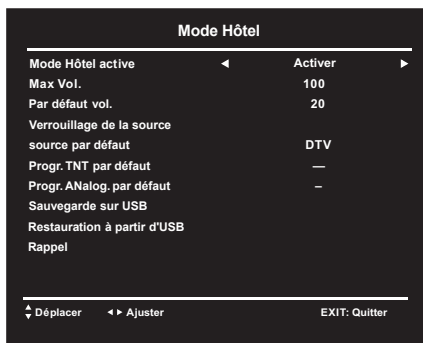 Mode Hôtel
Mode Hôtel active ◀ Activer ▶
Max Vol. 100
Par défaut vol. 20
Verrouillage de la source
source par défaut DTV
Progr. TNT par défaut —
Progr. ANalog. par défaut –
Sauvegarde sur USB
Restauration à partir d'USB
Rappel
Déplacer ◀ ▶ Ajuster EXIT: Quitter